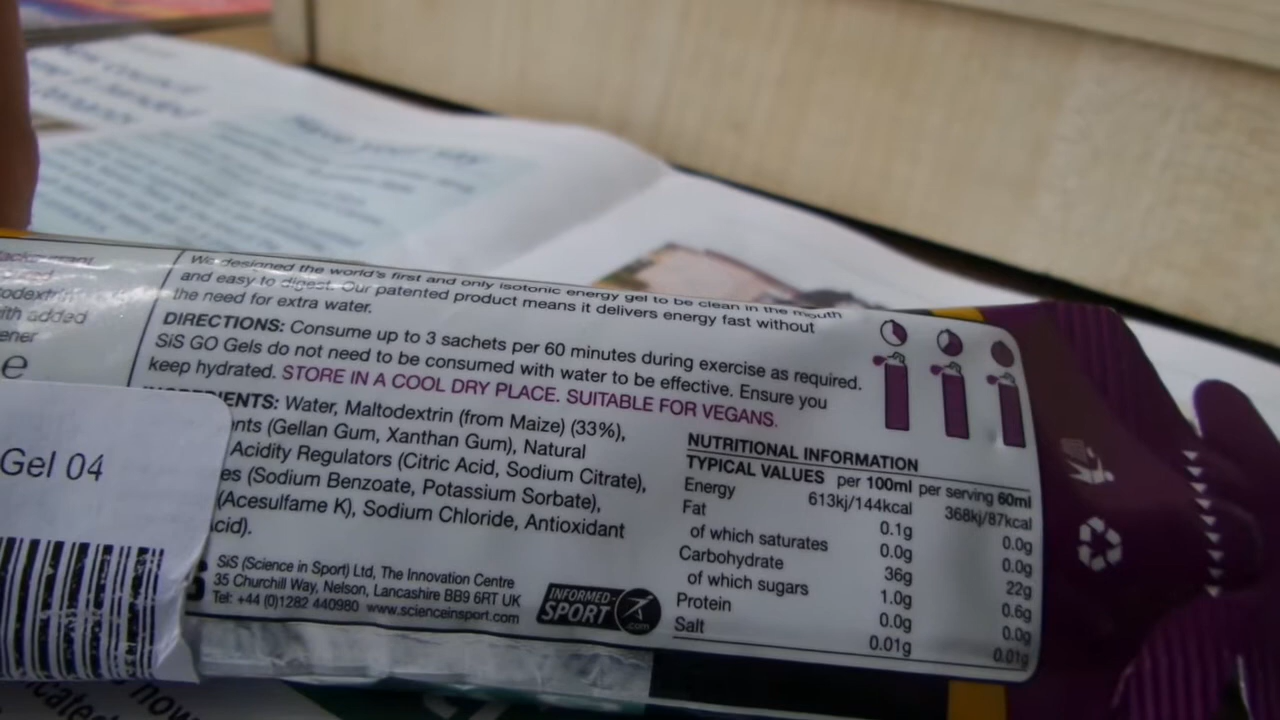 We designed the world's first and only isotonic energy gel to be clean in the mouth
and easy to digest. Our patented product means it delivers energy fast without
the need for extra water.
DIRECTIONS: Consume up to 3 sachets per 60 minutes during exercise as required.
SiS GO Gels do not need to be consumed with water to be effective. Ensure you
keep hydrated. STORE IN A COOL DRY PLACE. SUITABLE FOR VEGANS.
ENTS: Water, Maltodextrin (from Maize) (33%),
nts (Gellan Gum, Xanthan Gum), Natural
Acidity Regulators (Citric Acid, Sodium Citrate),
es (Sodium Benzoate, Potassium Sorbate),
(Acesulfame K), Sodium Chloride, Antioxidant
cid).
SiS (Science in Sport) Ltd, The Innovation Centre
35 Churchill Way, Nelson, Lancashire BB9 6RT UK
Tel: +44 (0)1282 440980 www.scienceinsport.com
INFORMED-
SPORT
.com
NUTRITIONAL INFORMATION
TYPICAL VALUES per 100ml per serving 60ml
Energy 613kj/144kcal 368kj/87kcal
Fat 0.1g 0.0g
of which saturates 0.0g 0.0g
Carbohydrate 36g 22g
of which sugars 1.0g 0.6g
Protein 0.0g 0.0g
Salt 0.01g 0.01g
odextrin
ith added
ener
e
Gel 04
now